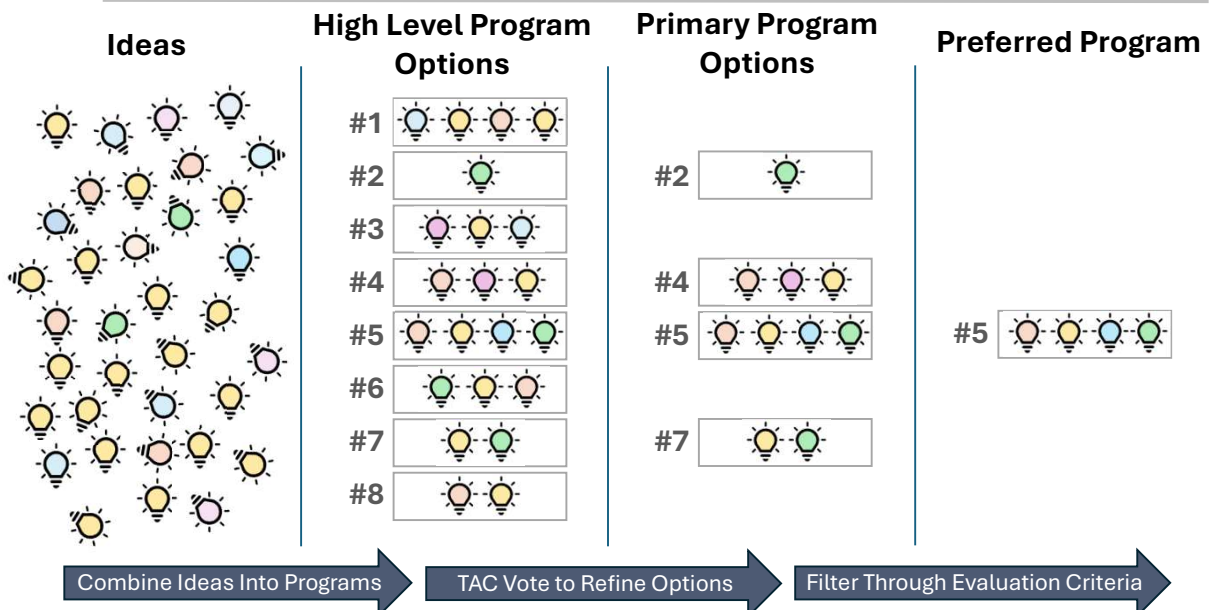 Ideas
High Level Program
Options
Primary Program
Options
Preferred Program
#1
#2
#3
#4
#5
#6
#7
#8
#2
#4
#5
#7
#5
Combine Ideas Into Programs
TAC Vote to Refine Options
Filter Through Evaluation Criteria